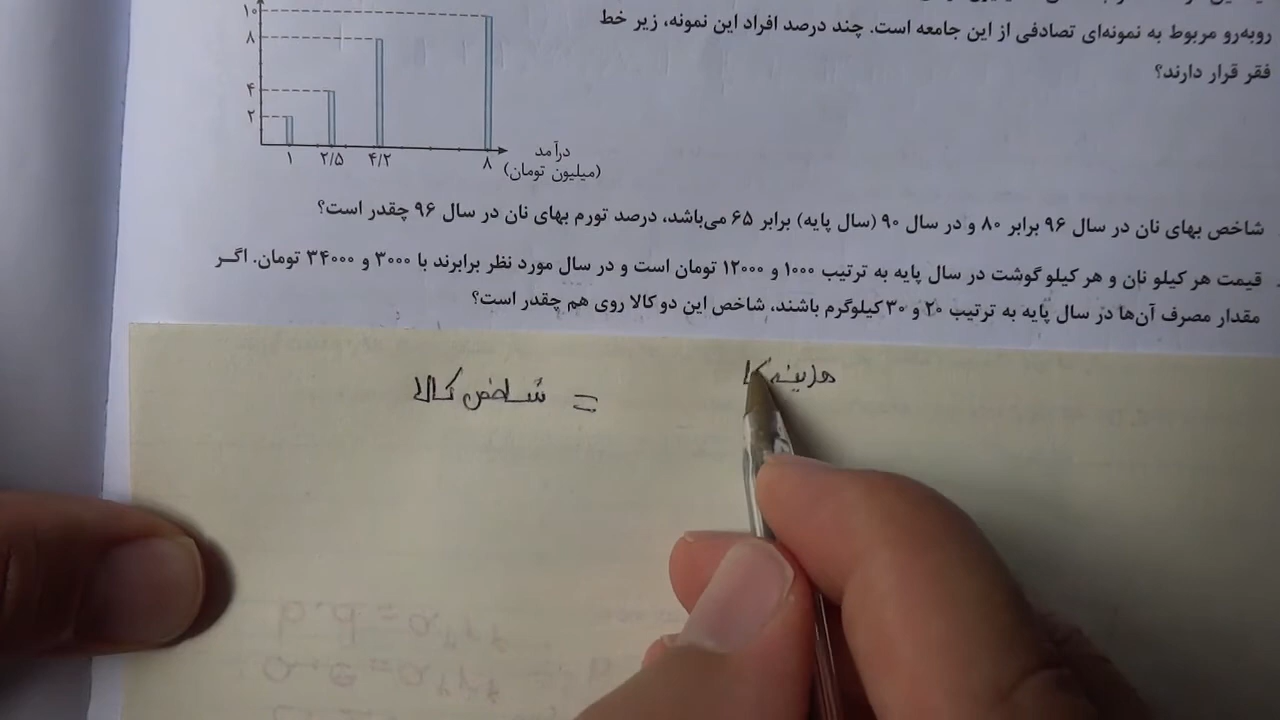 روبه‌رو مربوط به نمونه‌ای تصادفی از این جامعه است. چند درصد افراد این نمونه، زیر خط
فقر قرار دارند؟
۱۰
۸
۴
۲
۱ ۲/۵ ۴/۲ ۸
درآمد
(میلیون تومان)
شاخص بهای نان در سال ۹۶ برابر ۸۰ و در سال ۹۰ (سال پایه) برابر ۶۵ می‌باشد، درصد تورم بهای نان در سال ۹۶ چقدر است؟
قیمت هر کیلو نان و هر کیلو گوشت در سال پایه به ترتیب ۱۰۰۰ و ۱۲۰۰۰ تومان است و در سال مورد نظر برابرند با ۳۰۰۰ و ۳۴۰۰۰ تومان. اگر
مقدار مصرف آن‌ها در سال پایه به ترتیب ۲۰ و ۳۰ کیلوگرم باشند، شاخص این دو کالا روی هم چقدر است؟
هزینه کا
شاخص کالا =